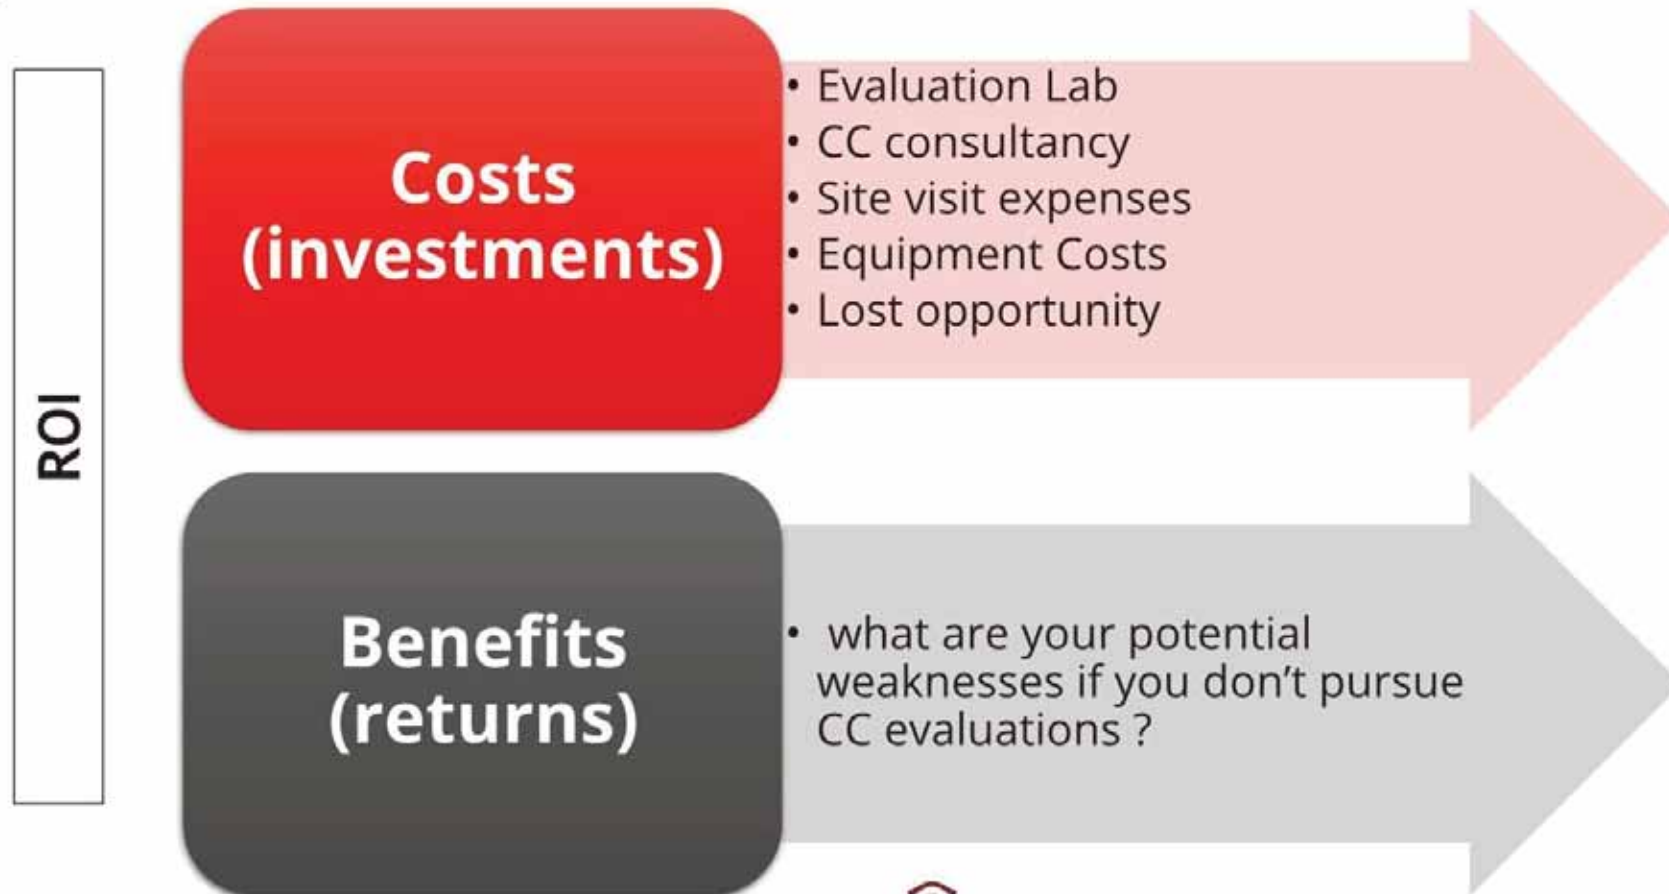 ROI
Costs
(investments)
• Evaluation Lab
• CC consultancy
• Site visit expenses
• Equipment Costs
• Lost opportunity
Benefits
(returns)
• what are your potential
weaknesses if you don’t pursue
CC evaluations ?